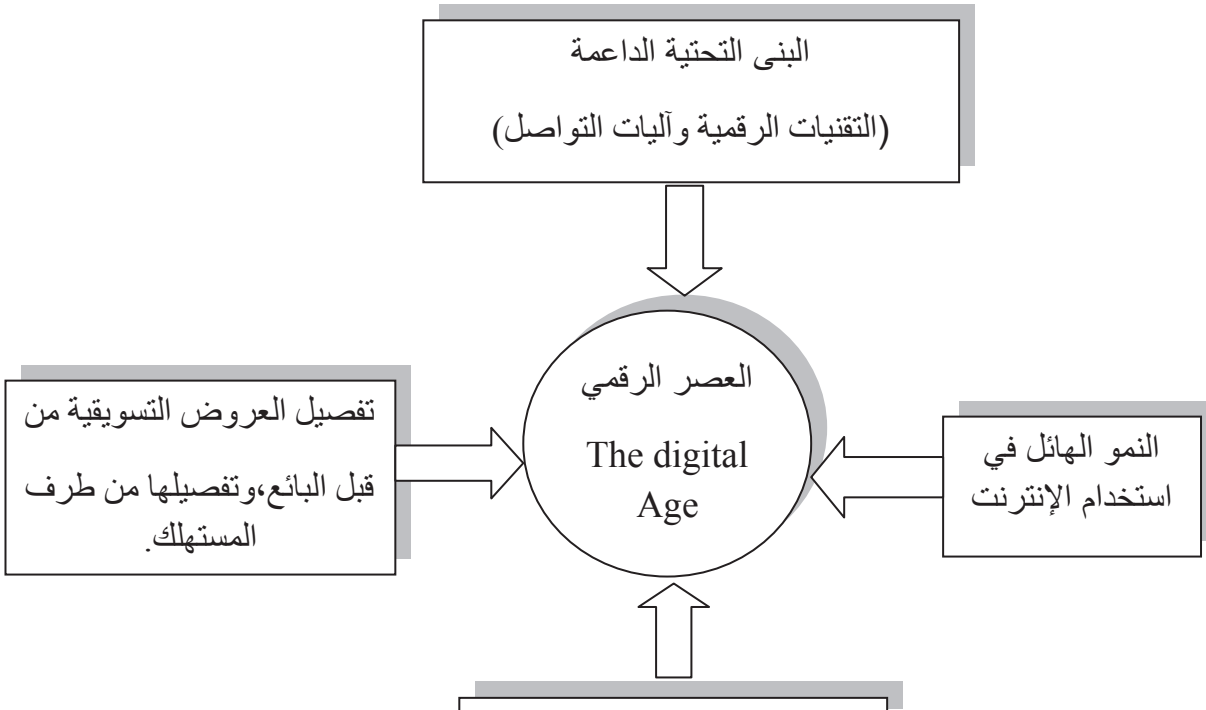 البنى التحتية الداعمة
(التقنيات الرقمية وآليات التواصل)
العصر الرقمي
The digital
Age
النمو الهائل في
استخدام الإنترنت
تفصيل العروض التسويقية من
قبل البائع،وتفصيلها من طرف
المستهلك.